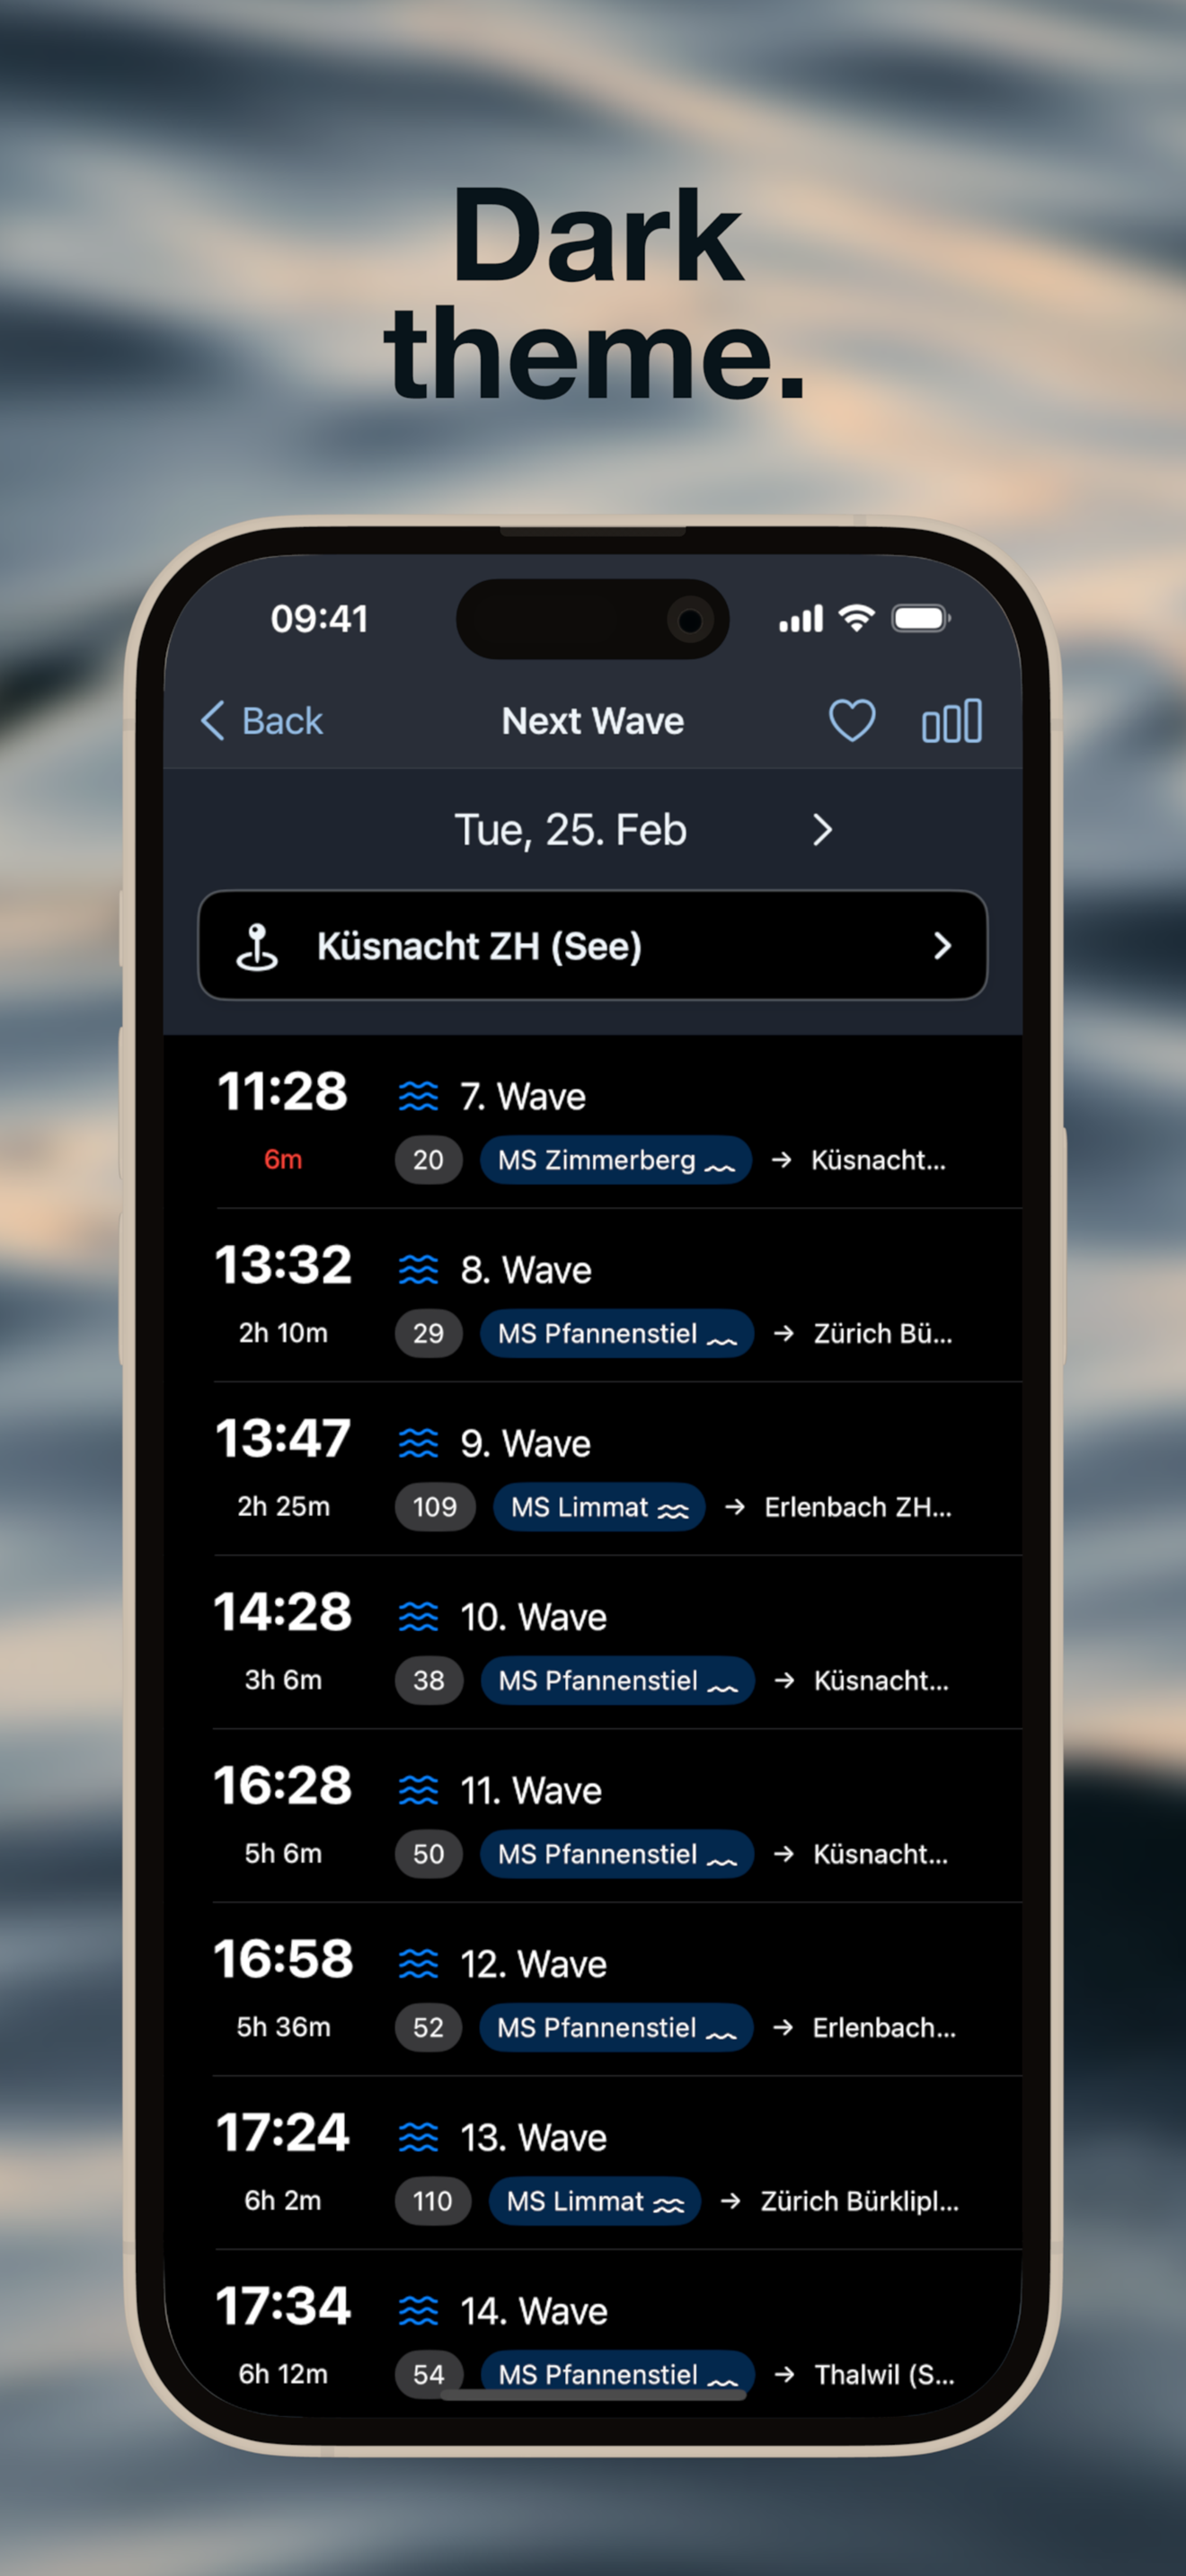 Dark
theme.
09:41
Back Next Wave
Tue, 25. Feb
Küsnacht ZH (See)
11:28 7. Wave
6m 20 MS Zimmerberg → Küsnacht...
13:32 8. Wave
2h 10m 29 MS Pfannenstiel → Zürich Bü...
13:47 9. Wave
2h 25m 109 MS Limmat → Erlenbach ZH...
14:28 10. Wave
3h 6m 38 MS Pfannenstiel → Küsnacht...
16:28 11. Wave
5h 6m 50 MS Pfannenstiel → Küsnacht...
16:58 12. Wave
5h 36m 52 MS Pfannenstiel → Erlenbach...
17:24 13. Wave
6h 2m 110 MS Limmat → Zürich Bürklipl...
17:34 14. Wave
6h 12m 54 MS Pfannenstiel → Thalwil (S...